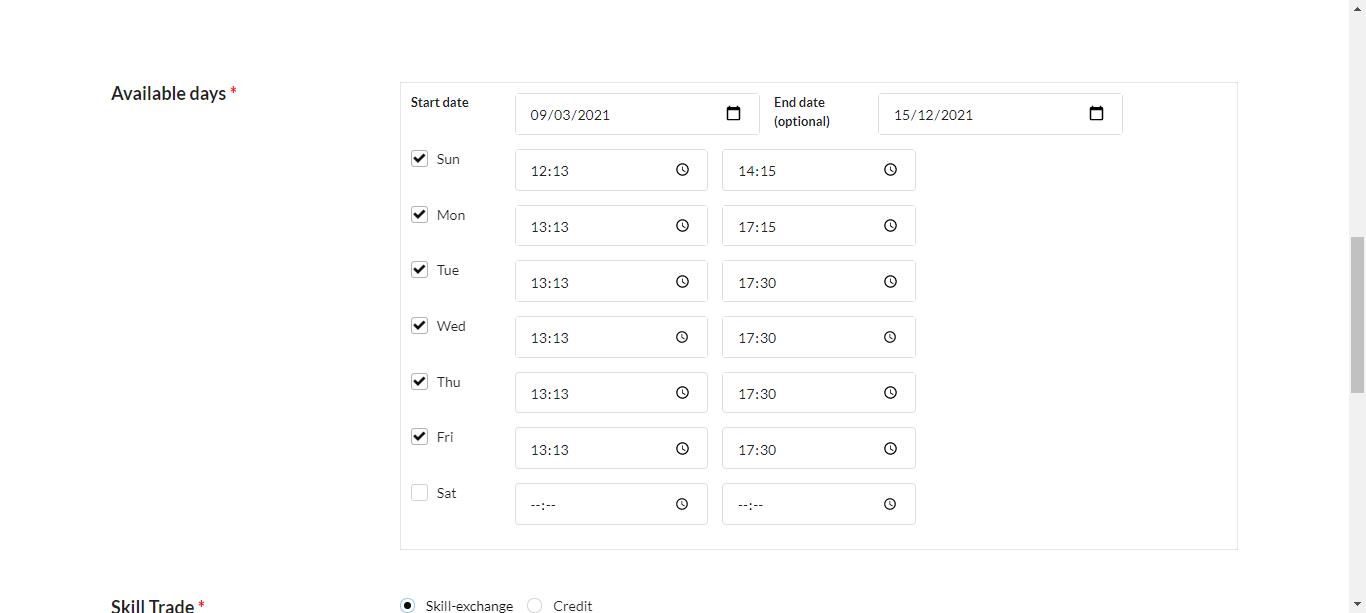 Available days *
Start date 09/03/2021 End date (optional) 15/12/2021
Sun 12:13 14:15
Mon 13:13 17:15
Tue 13:13 17:30
Wed 13:13 17:30
Thu 13:13 17:30
Fri 13:13 17:30
Sat --:-- --:--
Skill Trade * Skill-exchange Credit